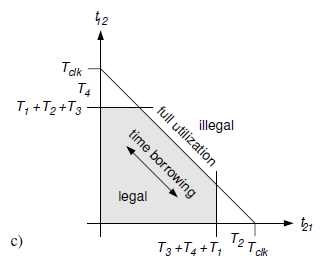 t12
Tclk
T4
T1 +T2 +T3
full utilization
illegal
time borrowing
legal
t21
T3 +T4 +T1
T2
Tclk
c)